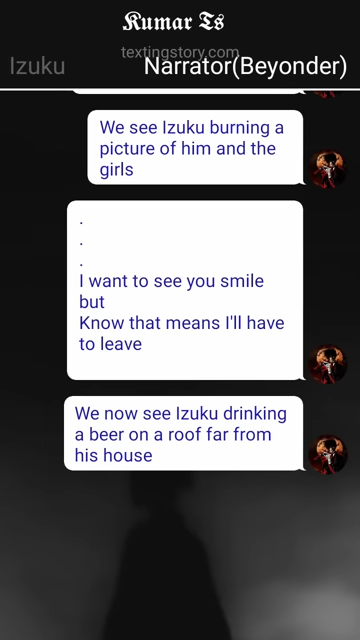 Kumar Ts
textingstory.com
Izuku
Narrator(Beyonder)
We see Izuku burning a
picture of him and the
girls
.
.
.
I want to see you smile
but
Know that means I'll have
to leave
We now see Izuku drinking
a beer on a roof far from
his house